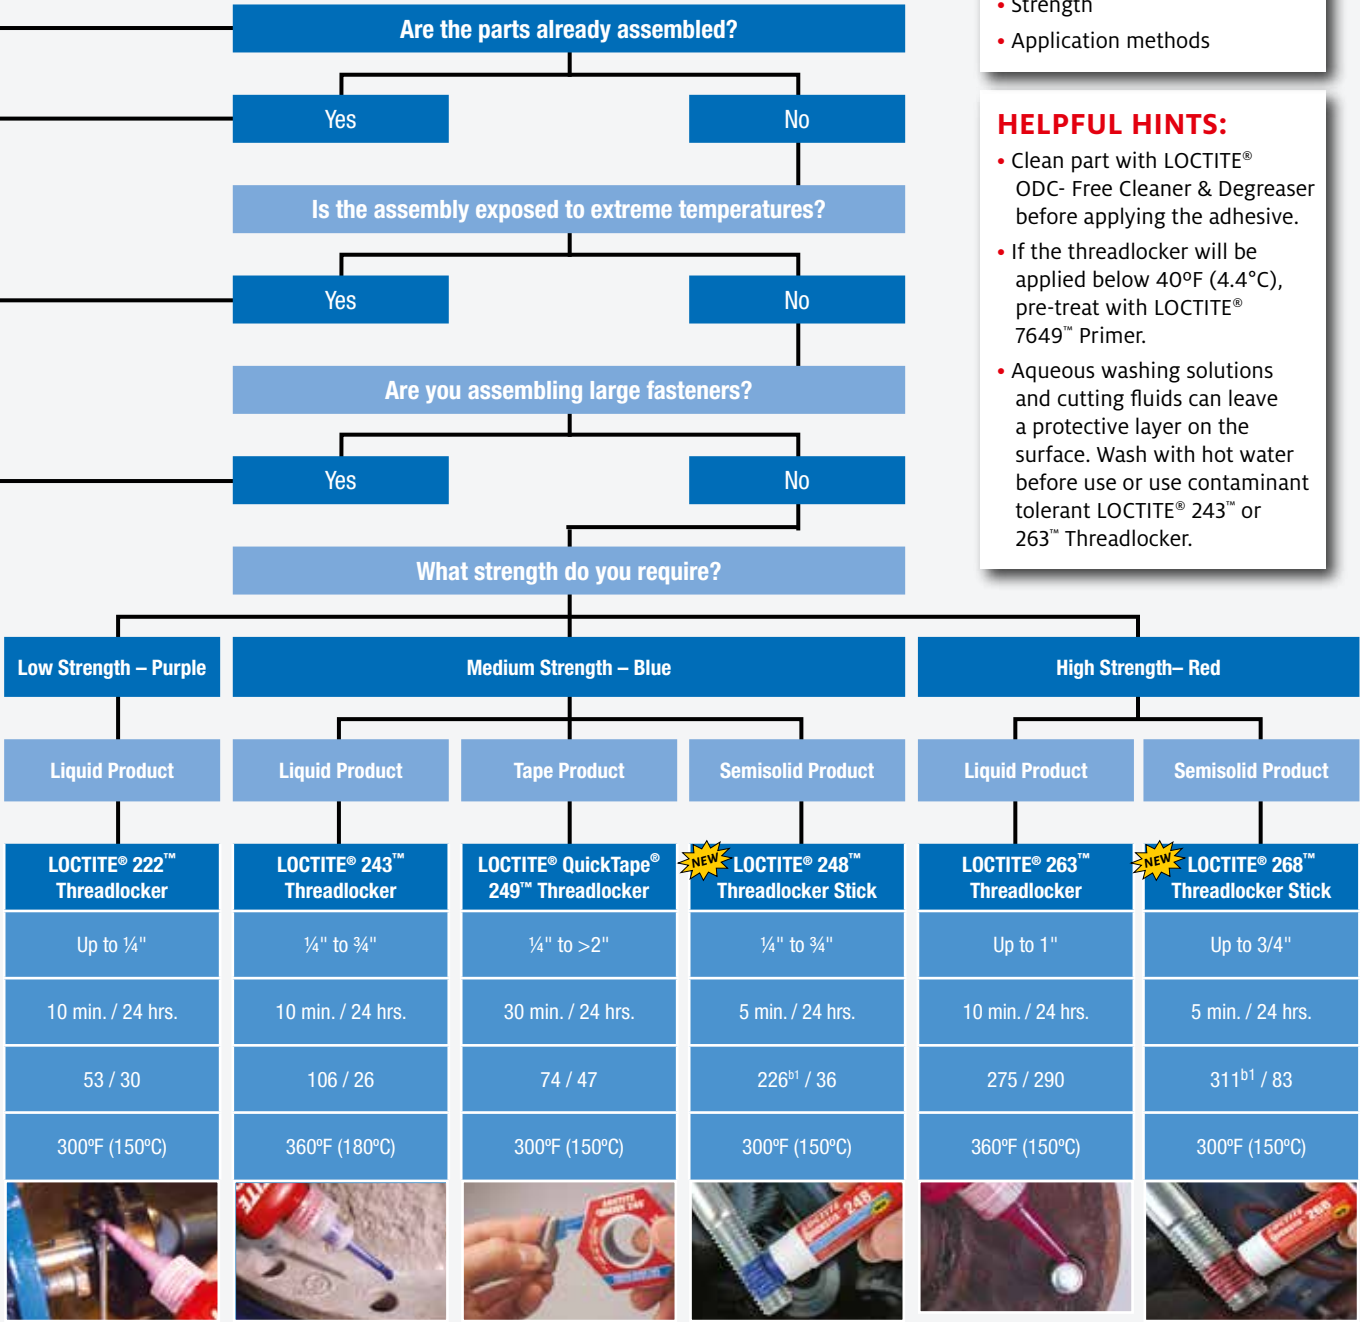 Are the parts already assembled?
Yes
No
Is the assembly exposed to extreme temperatures?
Yes
No
Are you assembling large fasteners?
Yes
No
What strength do you require?
• Strength
• Application methods
HELPFUL HINTS:
• Clean part with LOCTITE®
ODC- Free Cleaner & Degreaser
before applying the adhesive.
• If the threadlocker will be
applied below 40ºF (4.4°C),
pre-treat with LOCTITE®
7649™ Primer.
• Aqueous washing solutions
and cutting fluids can leave
a protective layer on the
surface. Wash with hot water
before use or use contaminant
tolerant LOCTITE® 243™ or
263™ Threadlocker.
Low Strength – Purple
Medium Strength – Blue
High Strength– Red
Liquid Product
Liquid Product
Tape Product
Semisolid Product
Liquid Product
Semisolid Product
LOCTITE® 222™
Threadlocker
LOCTITE® 243™
Threadlocker
LOCTITE® QuickTape®
249™ Threadlocker
NEW
LOCTITE® 248™
Threadlocker Stick
LOCTITE® 263™
Threadlocker
NEW
LOCTITE® 268™
Threadlocker Stick
Up to ¼"
¼" to ¾"
¼" to >2"
¼" to ¾"
Up to 1"
Up to 3/4"
10 min. / 24 hrs.
10 min. / 24 hrs.
30 min. / 24 hrs.
5 min. / 24 hrs.
10 min. / 24 hrs.
5 min. / 24 hrs.
53 / 30
106 / 26
74 / 47
226ᵇ¹ / 36
275 / 290
311ᵇ¹ / 83
300ºF (150ºC)
360ºF (180ºC)
300ºF (150ºC)
300ºF (150ºC)
360ºF (150ºC)
300ºF (150ºC)
LOCTITE
248
LOCTITE
268